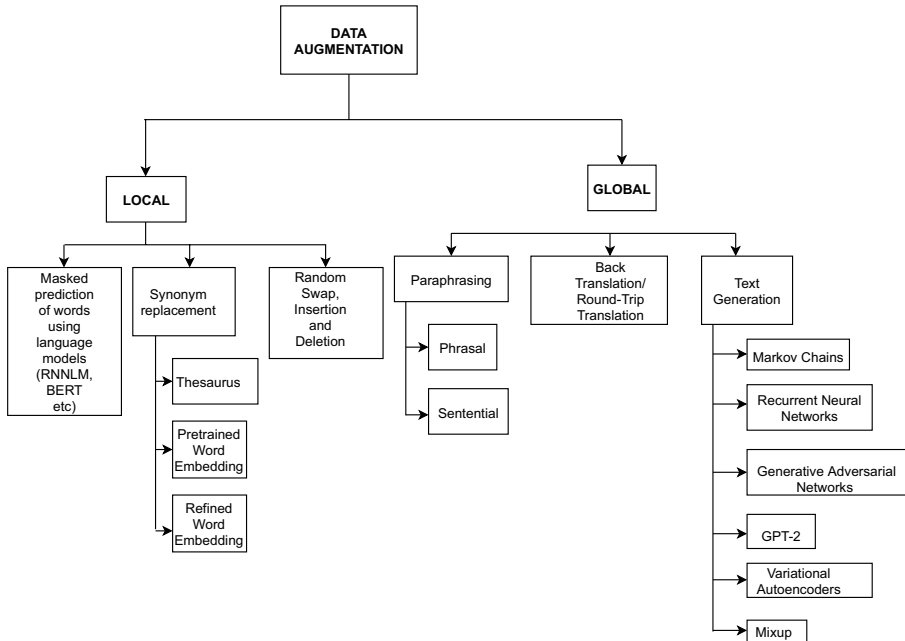 DATA
AUGMENTATION
LOCAL
GLOBAL
Masked
prediction
of words
using
language
models
(RNNLM,
BERT
etc)
Synonym
replacement
Thesaurus
Pretrained
Word
Embedding
Refined
Word
Embedding
Random
Swap,
Insertion
and
Deletion
Paraphrasing
Phrasal
Sentential
Back
Translation/
Round-Trip
Translation
Text
Generation
Markov Chains
Recurrent Neural
Networks
Generative Adversarial
Networks
GPT-2
Variational
Autoencoders
Mixup